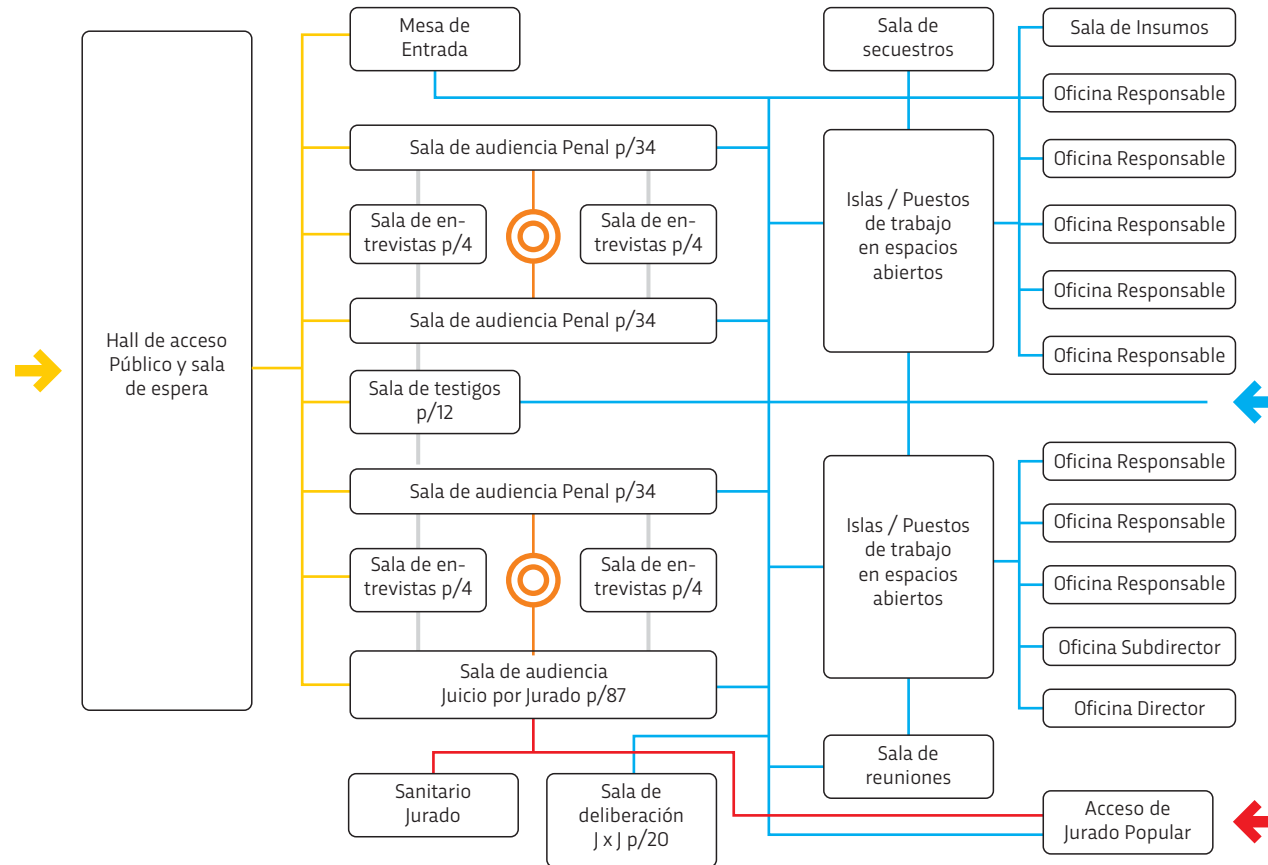 Hall de acceso
Público y sala
de espera
Mesa de
Entrada
Sala de audiencia Penal p/34
Sala de en-
trevistas p/4
Sala de en-
trevistas p/4
Sala de audiencia Penal p/34
Sala de testigos
p/12
Sala de audiencia Penal p/34
Sala de en-
trevistas p/4
Sala de en-
trevistas p/4
Sala de audiencia
Juicio por Jurado p/87
Sanitario
Jurado
Sala de
deliberación
J x J p/20
Sala de
secuestros
Islas / Puestos
de trabajo
en espacios
abiertos
Islas / Puestos
de trabajo
en espacios
abiertos
Sala de
reuniones
Sala de Insumos
Oficina Responsable
Oficina Responsable
Oficina Responsable
Oficina Responsable
Oficina Responsable
Oficina Responsable
Oficina Responsable
Oficina Responsable
Oficina Subdirector
Oficina Director
Acceso de
Jurado Popular